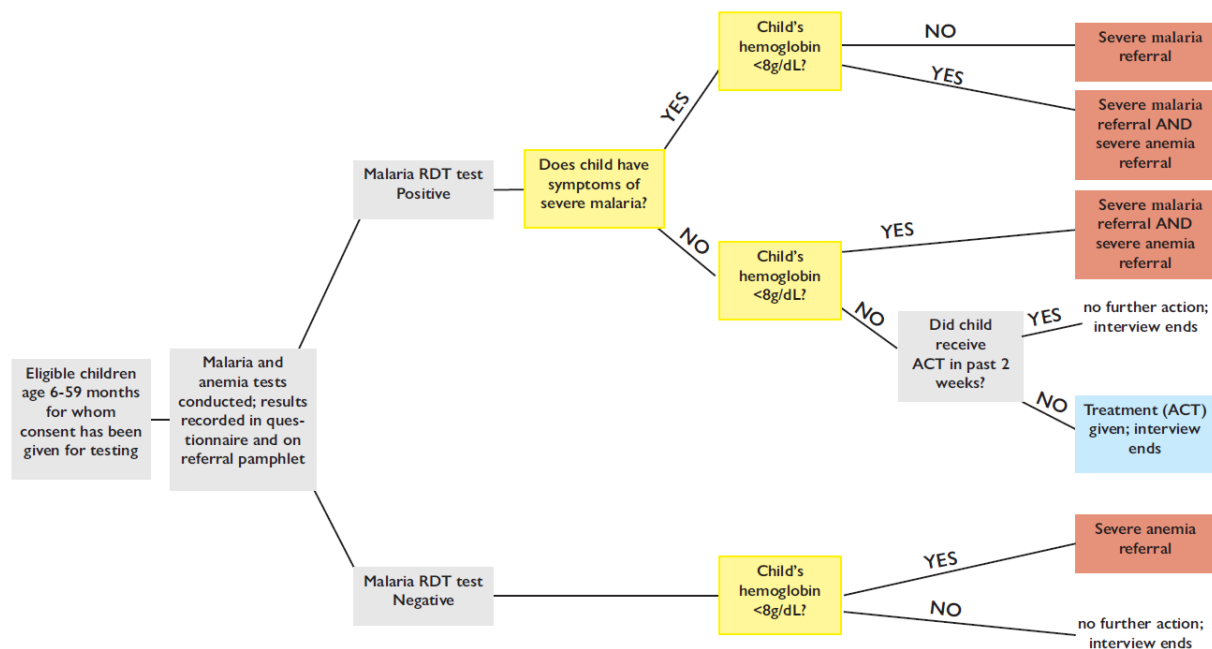 Eligible children
age 6-59 months
for whom
consent has been
given for testing
Malaria and
anemia tests
conducted; results
recorded in ques-
tionnaire and on
referral pamphlet
Malaria RDT test
Positive
Does child have
symptoms of
severe malaria?
YES
Child's
hemoglobin
<8g/dL?
NO
Severe malaria
referral
YES
Severe malaria
referral AND
severe anemia
referral
NO
Child's
hemoglobin
<8g/dL?
YES
Severe malaria
referral AND
severe anemia
referral
NO
Did child
receive
ACT in past 2
weeks?
YES
no further action;
interview ends
NO
Treatment (ACT)
given; interview
ends
Malaria RDT test
Negative
Child's
hemoglobin
<8g/dL?
YES
Severe anemia
referral
NO
no further action;
interview ends